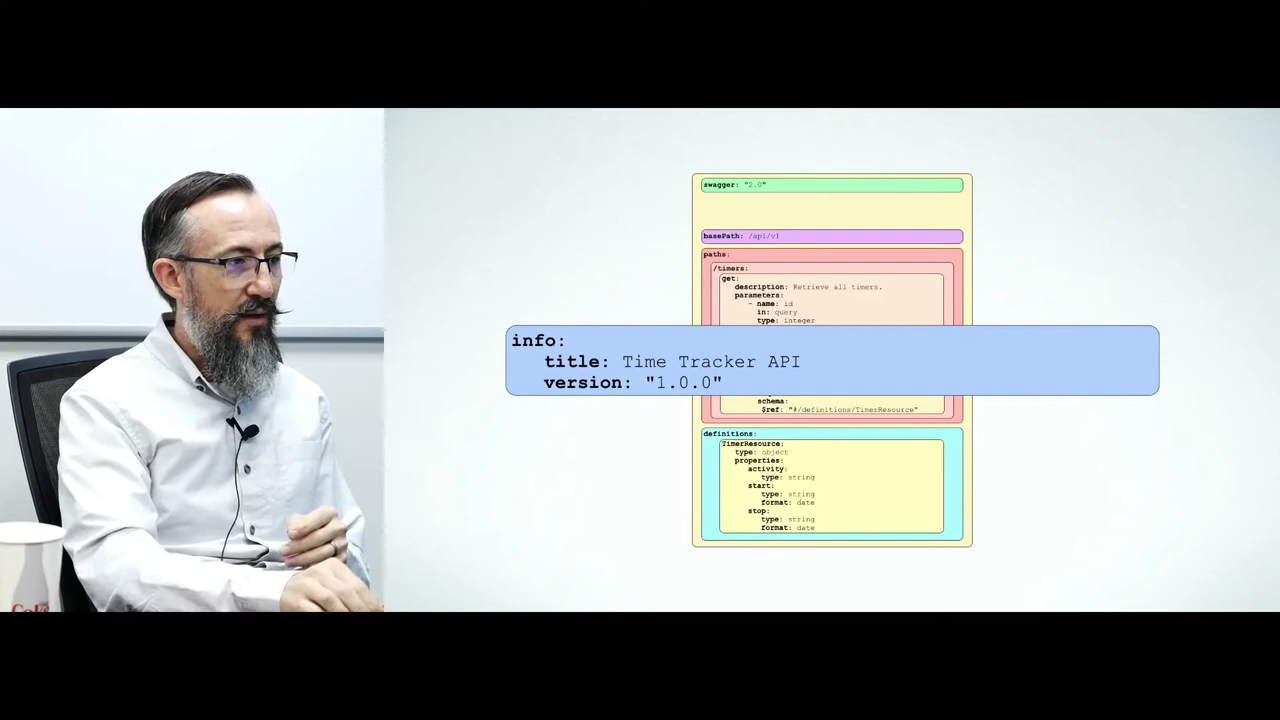 swagger: "2.0"
basePath: /api/v1
paths:
/timers:
get:
description: Retrieve all timers.
parameters:
- name: id
in: query
type: integer
info:
title: Time Tracker API
version: "1.0.0"
schema:
$ref: "#/definitions/TimerResource"
definitions:
TimerResource:
type: object
properties:
activity:
type: string
start:
type: string
format: date
stop:
type: string
format: date
Coke